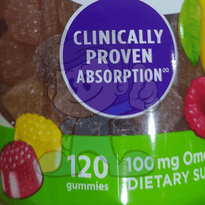 CLINICALLY
PROVEN
ABSORPTION∞
120
gummies
100 mg Ome
DIETARY SU